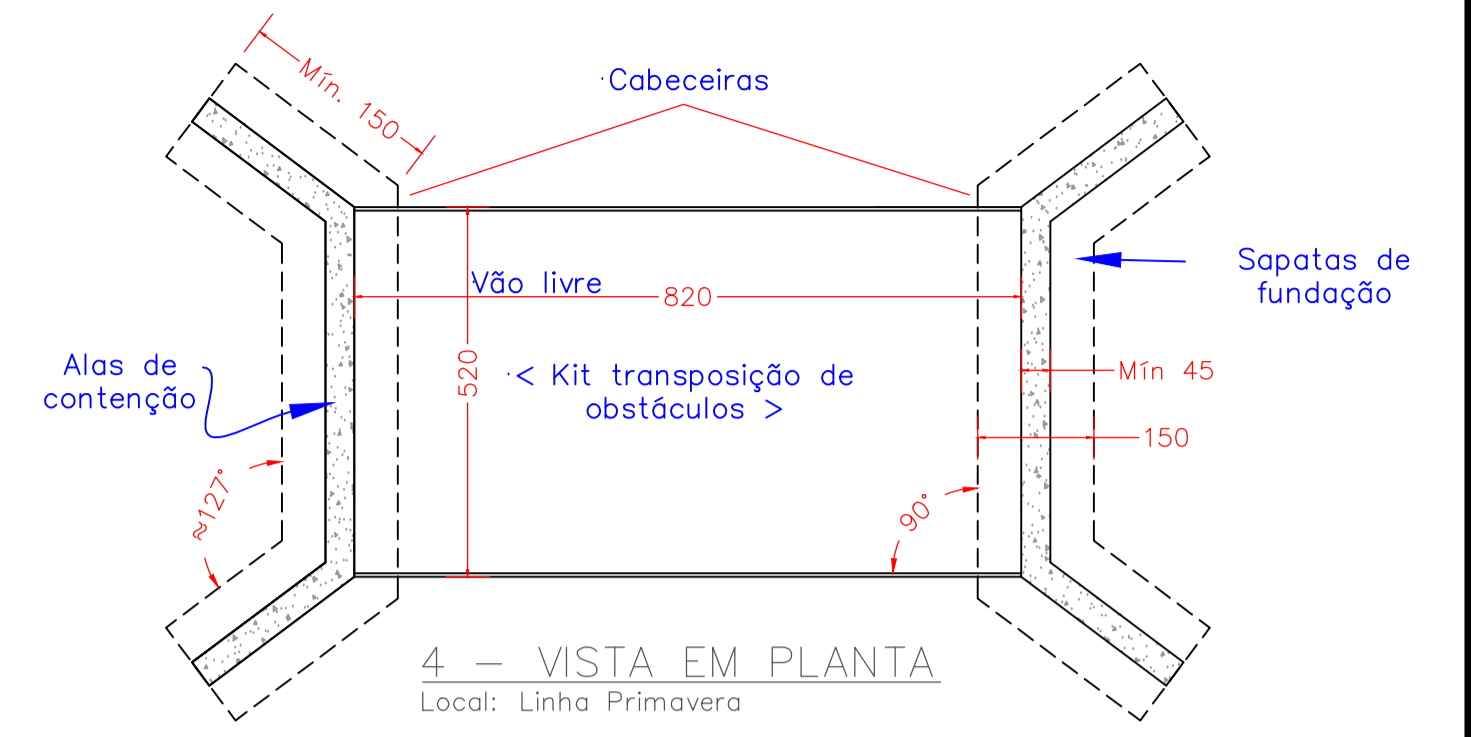 Mín. 150
Cabeceiras
Sapatas de
fundação
Vão livre
820
Alas de
contenção
520
< Kit transposição de
obstáculos >
Mín 45
150
≈127°
90°
4 — VISTA EM PLANTA
Local: Linha Primavera